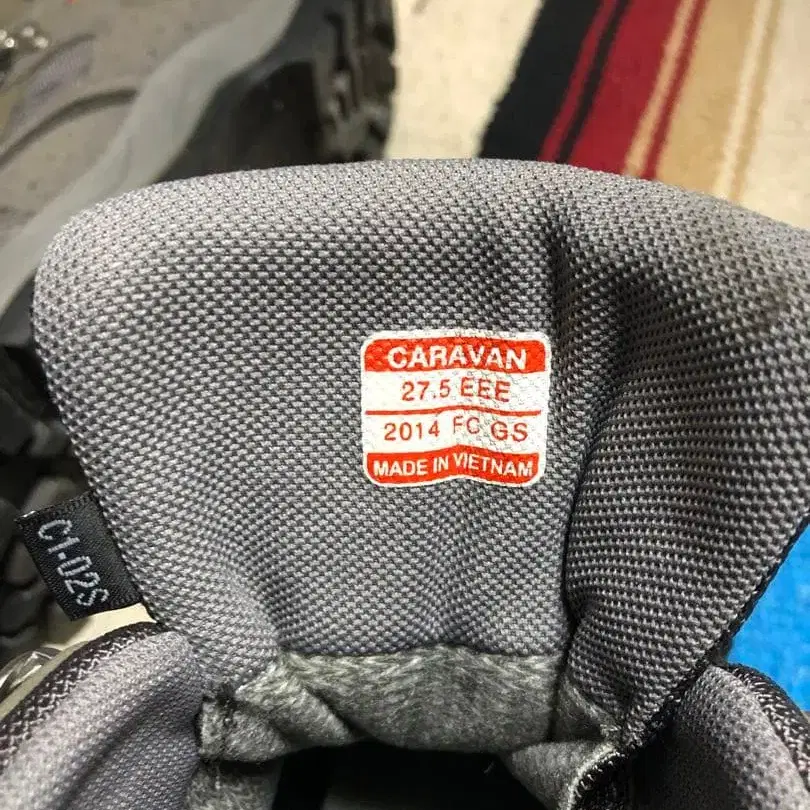 CARAVAN
27.5 EEE
2014 FC GS
MADE IN VIETNAM
C1-02S